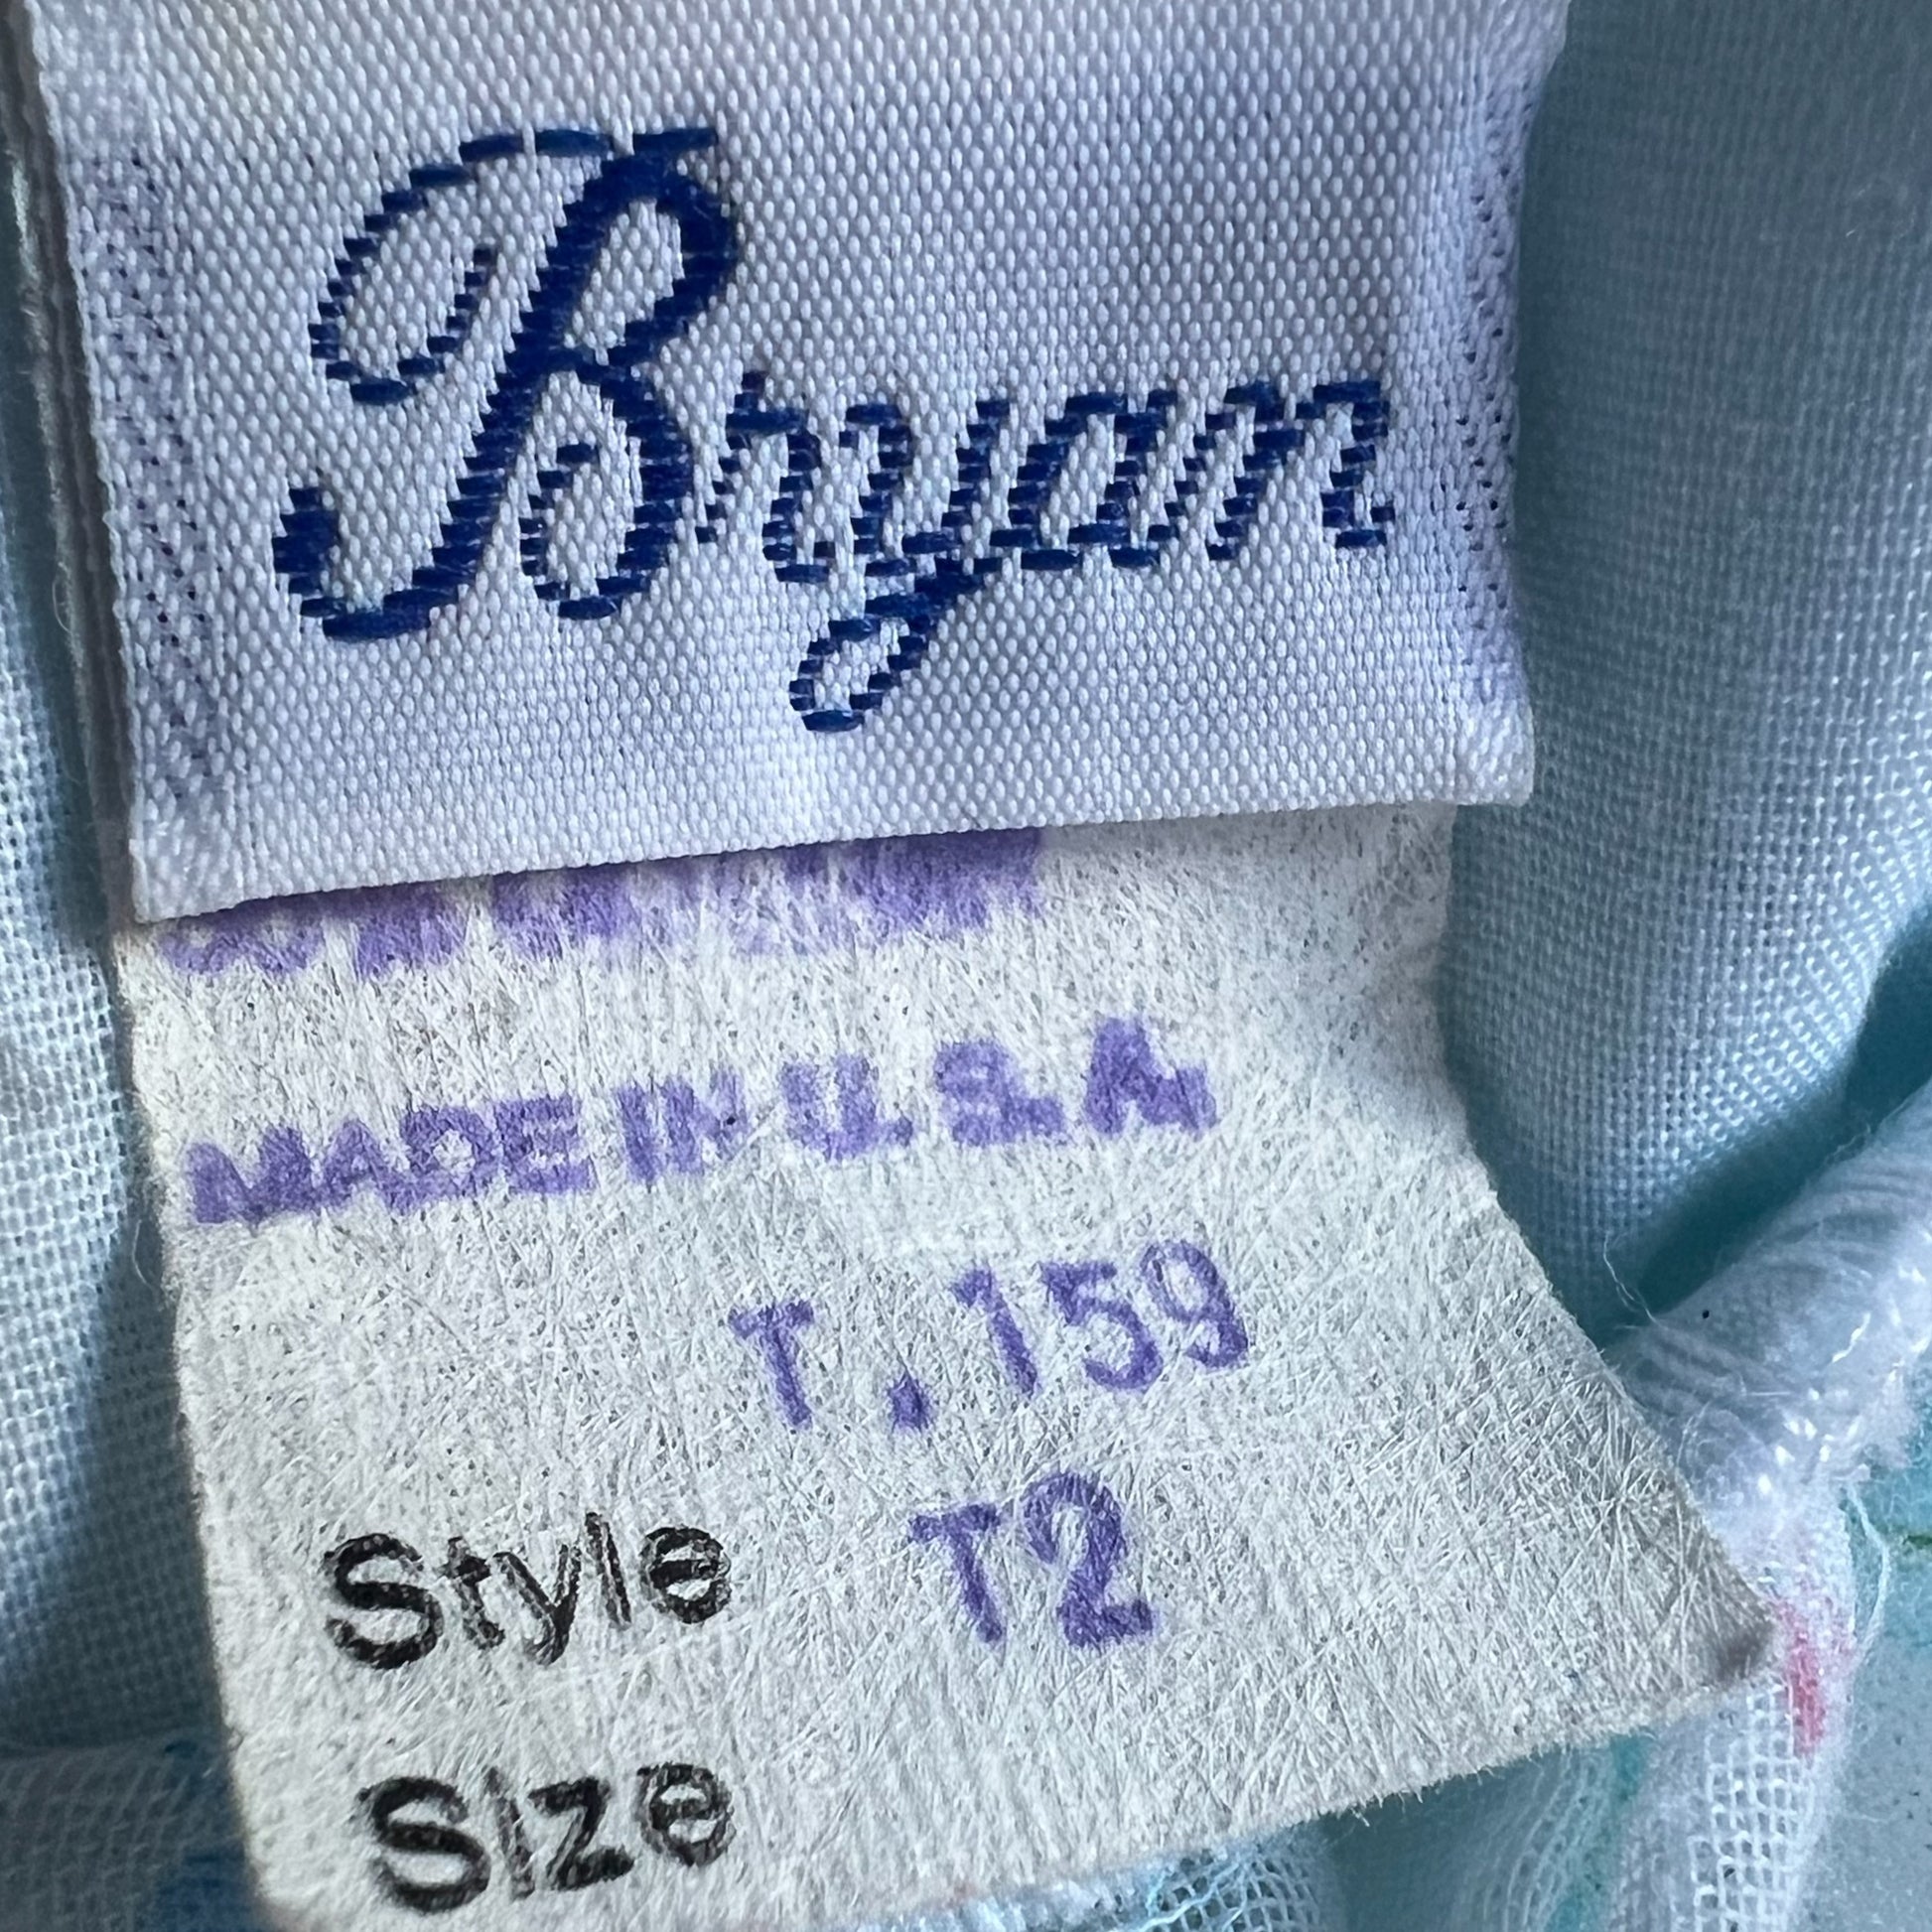 Bryan
MADE IN U.S.A
T.159
Style T2
Size